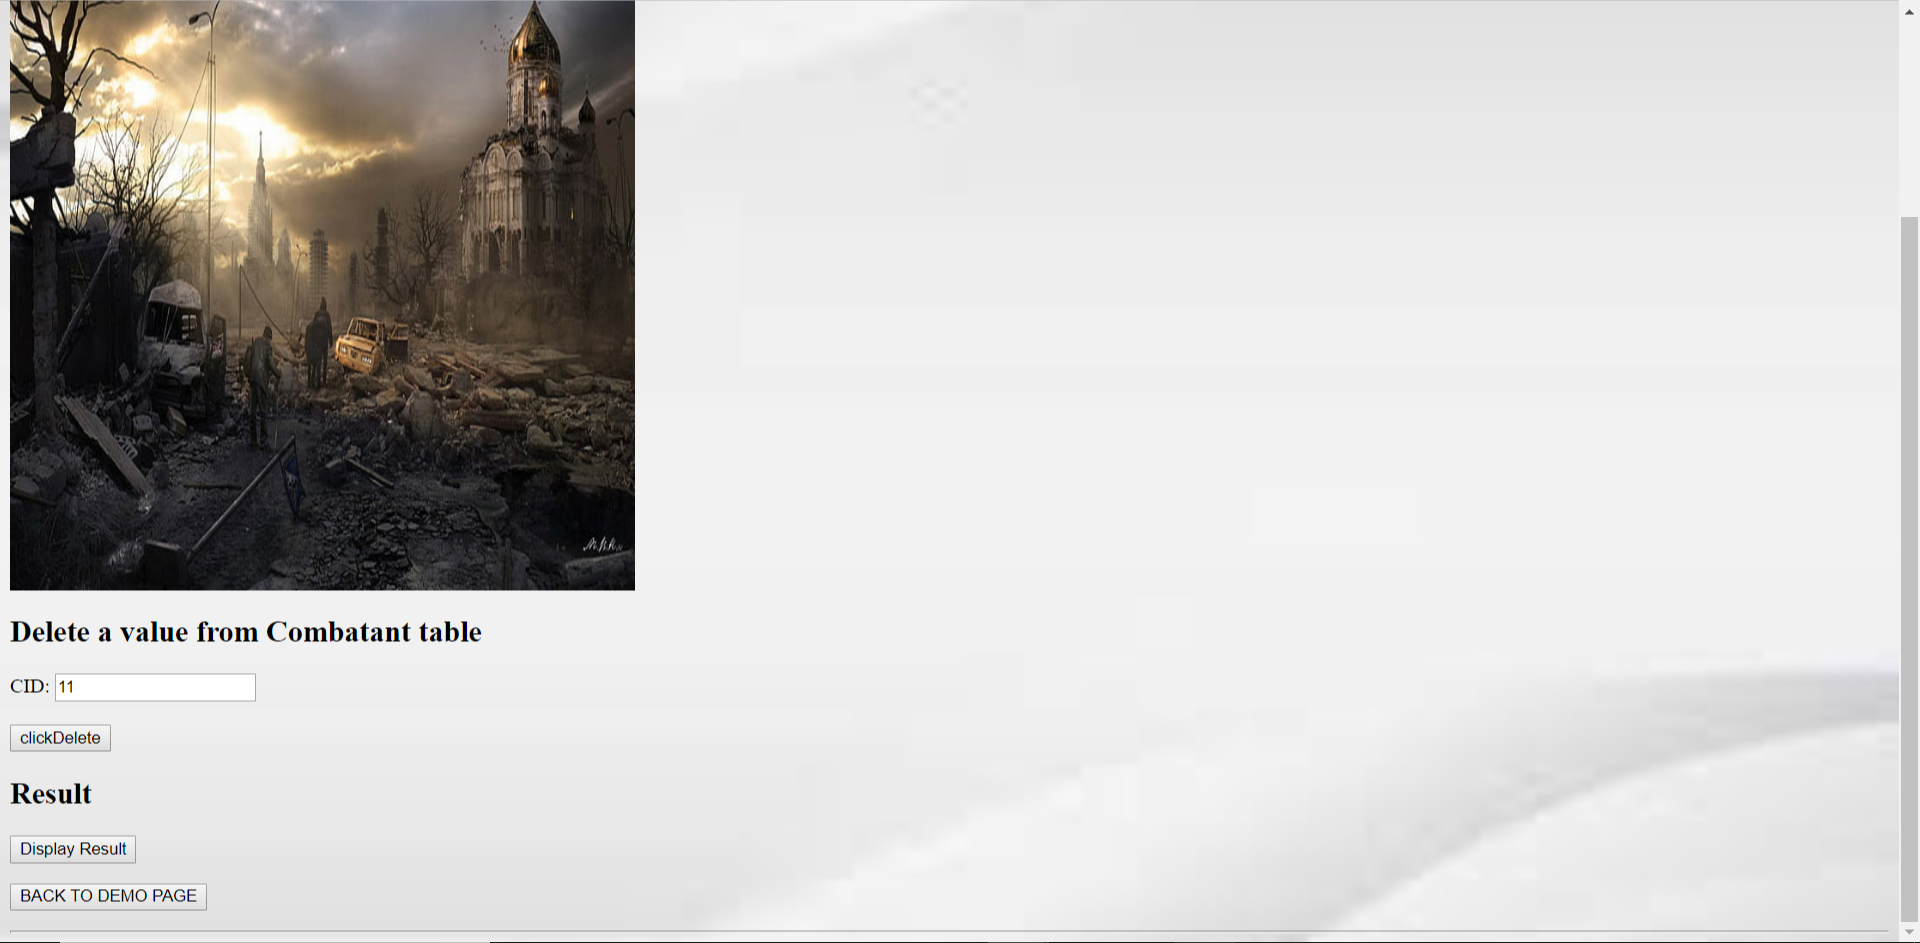 Delete a value from Combatant table
CID: 11
clickDelete
Result
Display Result
BACK TO DEMO PAGE